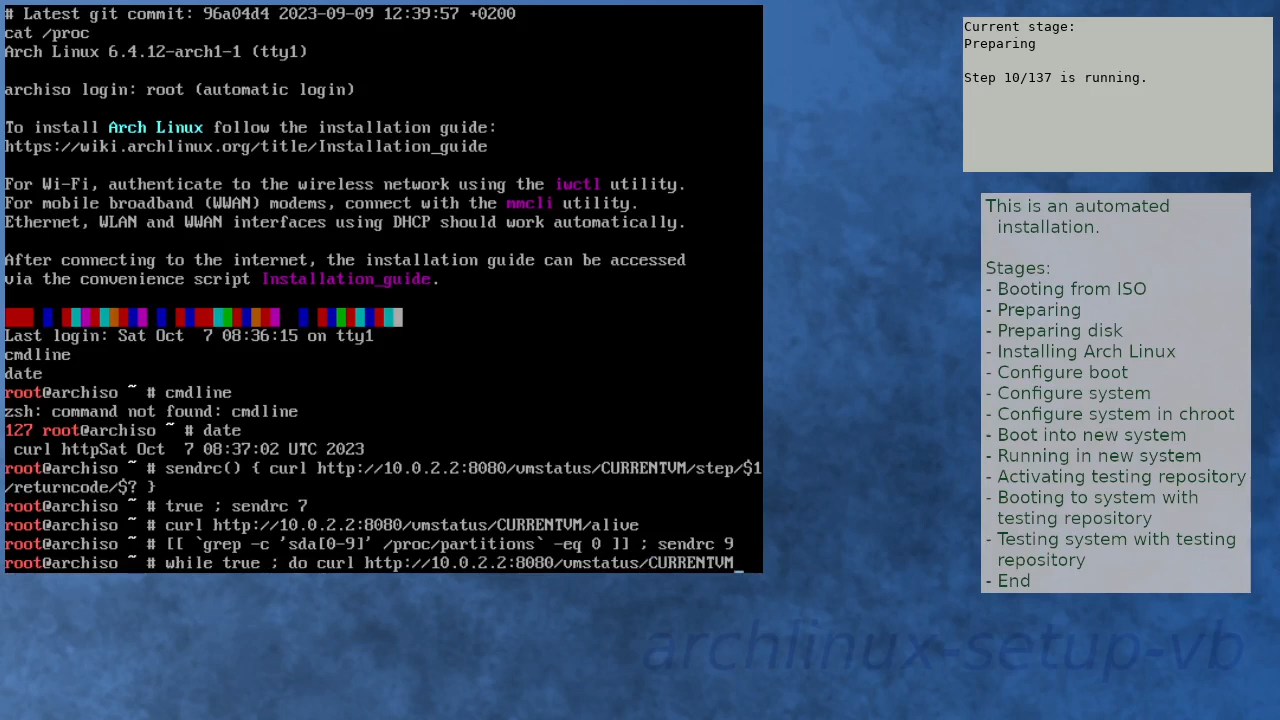 # Latest git commit: 96a04d4 2023-09-09 12:39:57 +0200
cat /proc
Arch Linux 6.4.12-arch1-1 (tty1)
archiso login: root (automatic login)
To install Arch Linux follow the installation guide:
https://wiki.archlinux.org/title/Installation_guide
For Wi-Fi, authenticate to the wireless network using the iwctl utility.
For mobile broadband (WWAN) modems, connect with the mmcli utility.
Ethernet, WLAN and WWAN interfaces using DHCP should work automatically.
After connecting to the internet, the installation guide can be accessed
via the convenience script Installation_guide.
Last login: Sat Oct  7 08:36:15 on tty1
cmdline
date
root@archiso ~ # cmdline
zsh: command not found: cmdline
127 root@archiso ~ # date
 curl httpSat Oct  7 08:37:02 UTC 2023
root@archiso ~ # sendrc() { curl http://10.0.2.2:8080/vmstatus/CURRENTVM/step/$1
/returncode/$? }
root@archiso ~ # true ; sendrc 7
root@archiso ~ # curl http://10.0.2.2:8080/vmstatus/CURRENTVM/alive
root@archiso ~ # [[ `grep -c 'sda[0-9]' /proc/partitions` -eq 0 ]] ; sendrc 9
root@archiso ~ # while true ; do curl http://10.0.2.2:8080/vmstatus/CURRENTVM_
Current stage:
Preparing
Step 10/137 is running.
This is an automated
installation.
Stages:
- Booting from ISO
- Preparing
- Preparing disk
- Installing Arch Linux
- Configure boot
- Configure system
- Configure system in chroot
- Boot into new system
- Running in new system
- Activating testing repository
- Booting to system with
testing repository
- Testing system with testing
repository
- End
archlinux-setup-vb